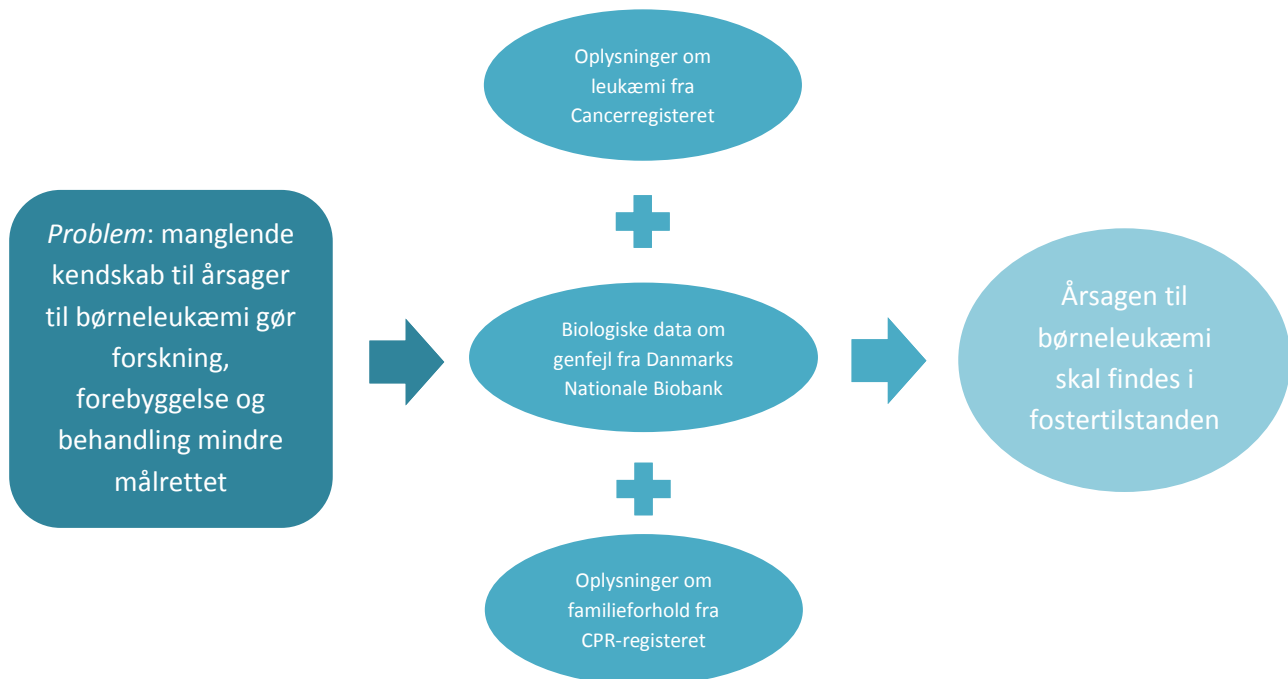 Problem: manglende
kendskab til årsager
til børneleukæmi gør
forskning,
forebyggelse og
behandling mindre
målrettet
Oplysninger om
leukæmi fra
Cancerregisteret
Biologiske data om
genfejl fra Danmarks
Nationale Biobank
Oplysninger om
familieforhold fra
CPR-registeret
Årsagen til
børneleukæmi
skal findes i
fostertilstanden